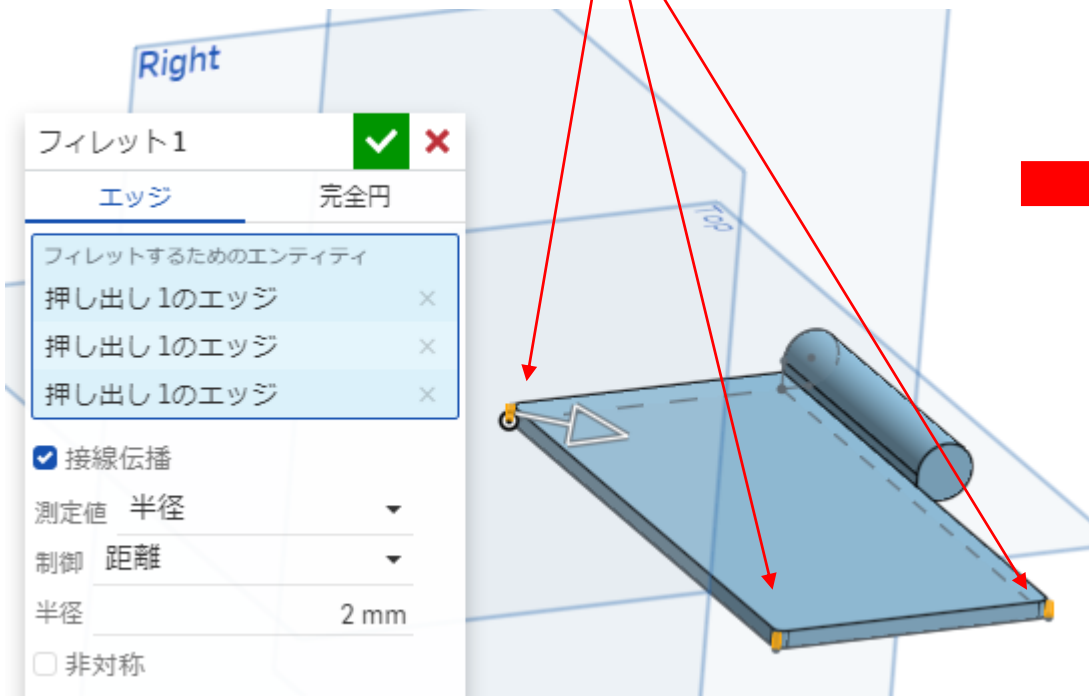 Right
フィレット 1
エッジ 完全円
Top
フィレットするためのエンティティ
押し出し 1のエッジ
押し出し 1のエッジ
押し出し 1のエッジ
接線伝播
測定値 半径
制御 距離
半径 2 mm
非対称